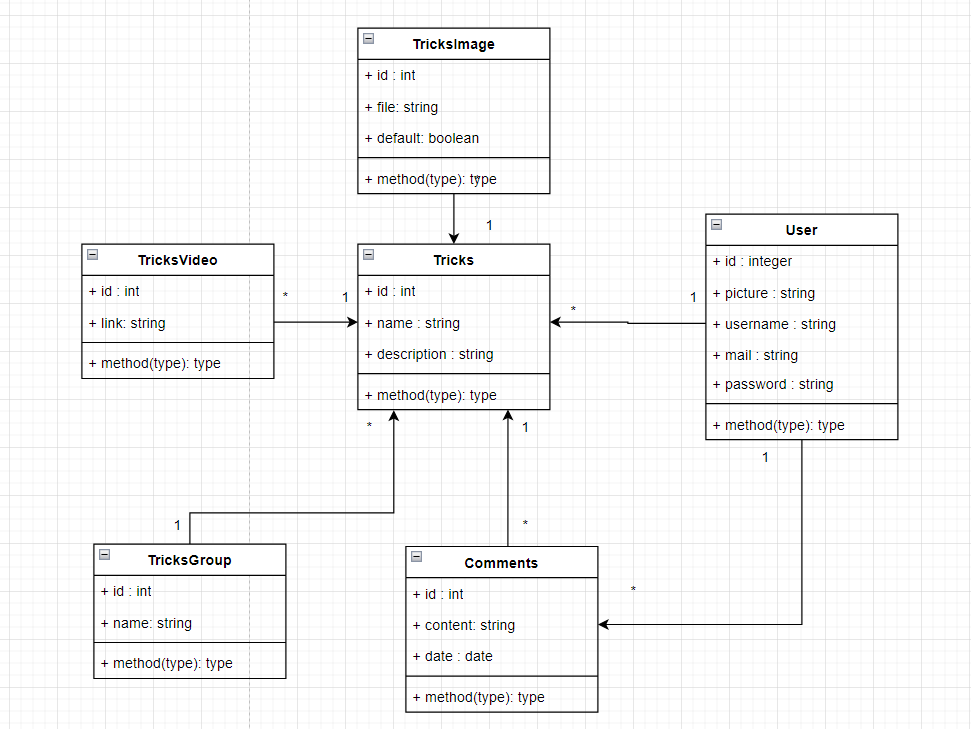 TricksImage
+ id : int
+ file: string
+ default: boolean
+ method(type): type
*
1
TricksVideo
+ id : int
+ link: string
+ method(type): type
*
1
Tricks
+ id : int
+ name : string
+ description : string
+ method(type): type
*
1
User
+ id : integer
+ picture : string
+ username : string
+ mail : string
+ password : string
+ method(type): type
*
1
1
1
*
TricksGroup
+ id : int
+ name: string
+ method(type): type
Comments
+ id : int
+ content: string
+ date : date
+ method(type): type
*